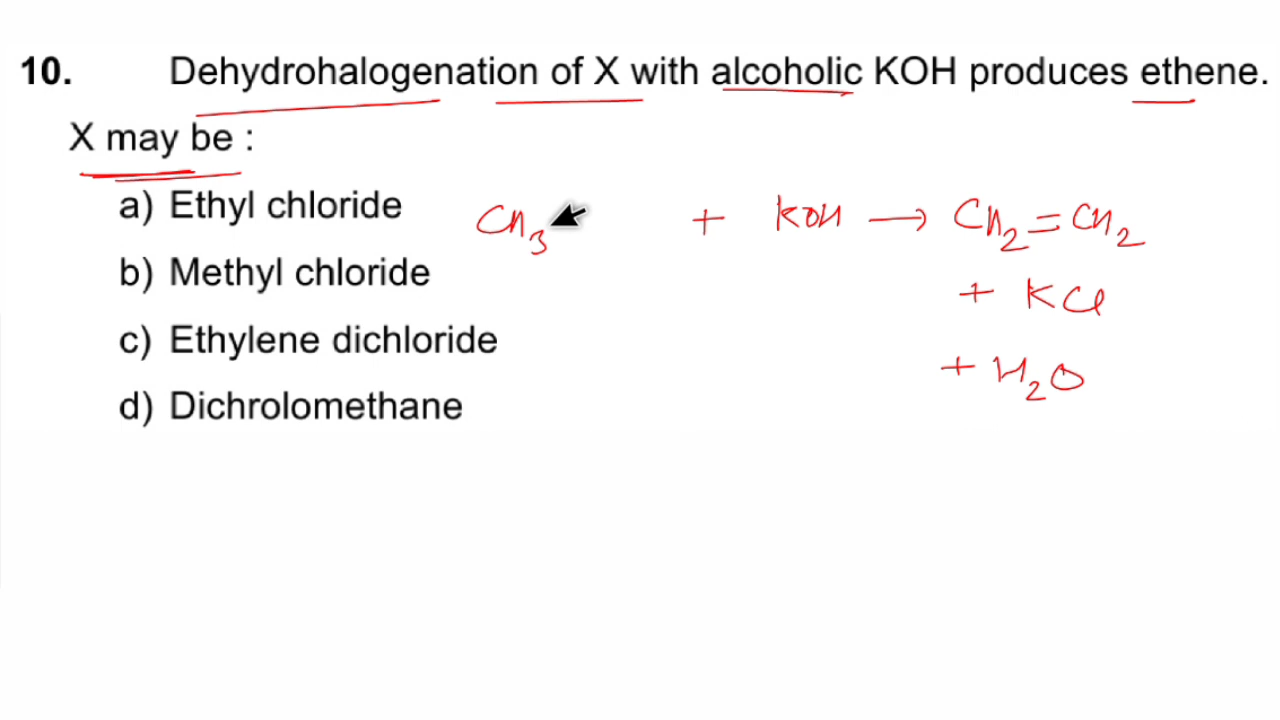 10. Dehydrohalogenation of X with alcoholic KOH produces ethene.
X may be :
a) Ethyl chloride
CH3 + KOH → CH2=CH2
b) Methyl chloride
+ KCl
c) Ethylene dichloride
+ H2O
d) Dichrolomethane